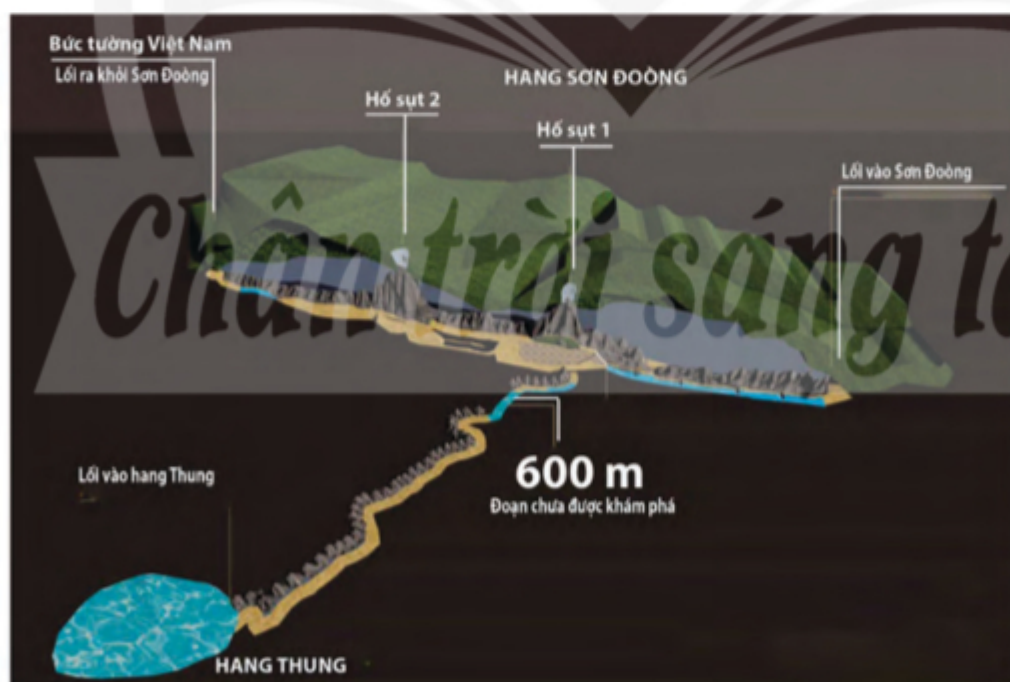 Bức tường Việt Nam
Lối ra khỏi Sơn Đoòng
HANG SƠN ĐOÒNG
Hố sụt 2
Hố sụt 1
Lối vào Sơn Đoòng
Chân trời sáng t
600 m
Đoạn chưa được khám phá
Lối vào hang Thung
HANG THUNG